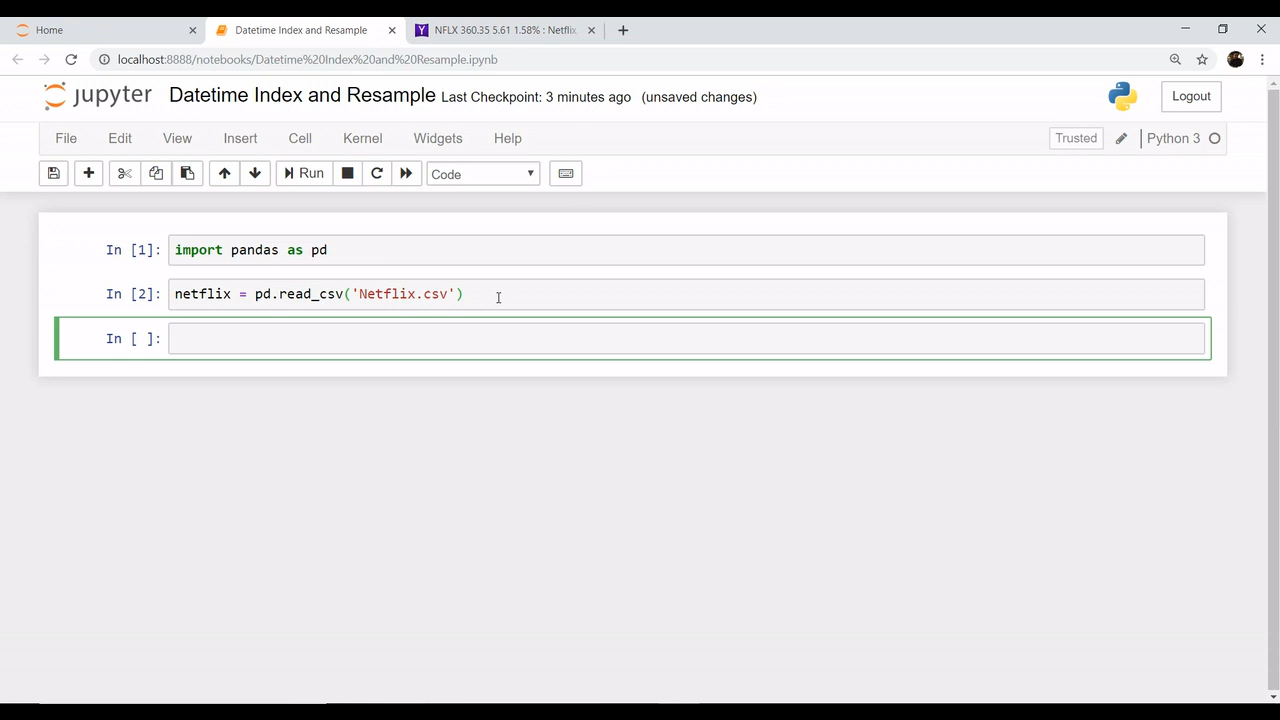 Home
Datetime Index and Resample
NFLX 360.35 5.61 1.58% : Netflix
localhost:8888/notebooks/Datetime%20Index%20and%20Resample.ipynb
jupyter Datetime Index and Resample Last Checkpoint: 3 minutes ago (unsaved changes)
Logout
File Edit View Insert Cell Kernel Widgets Help
Trusted Python 3
Run Code
In [1]: import pandas as pd
In [2]: netflix = pd.read_csv('Netflix.csv')
In [ ]: